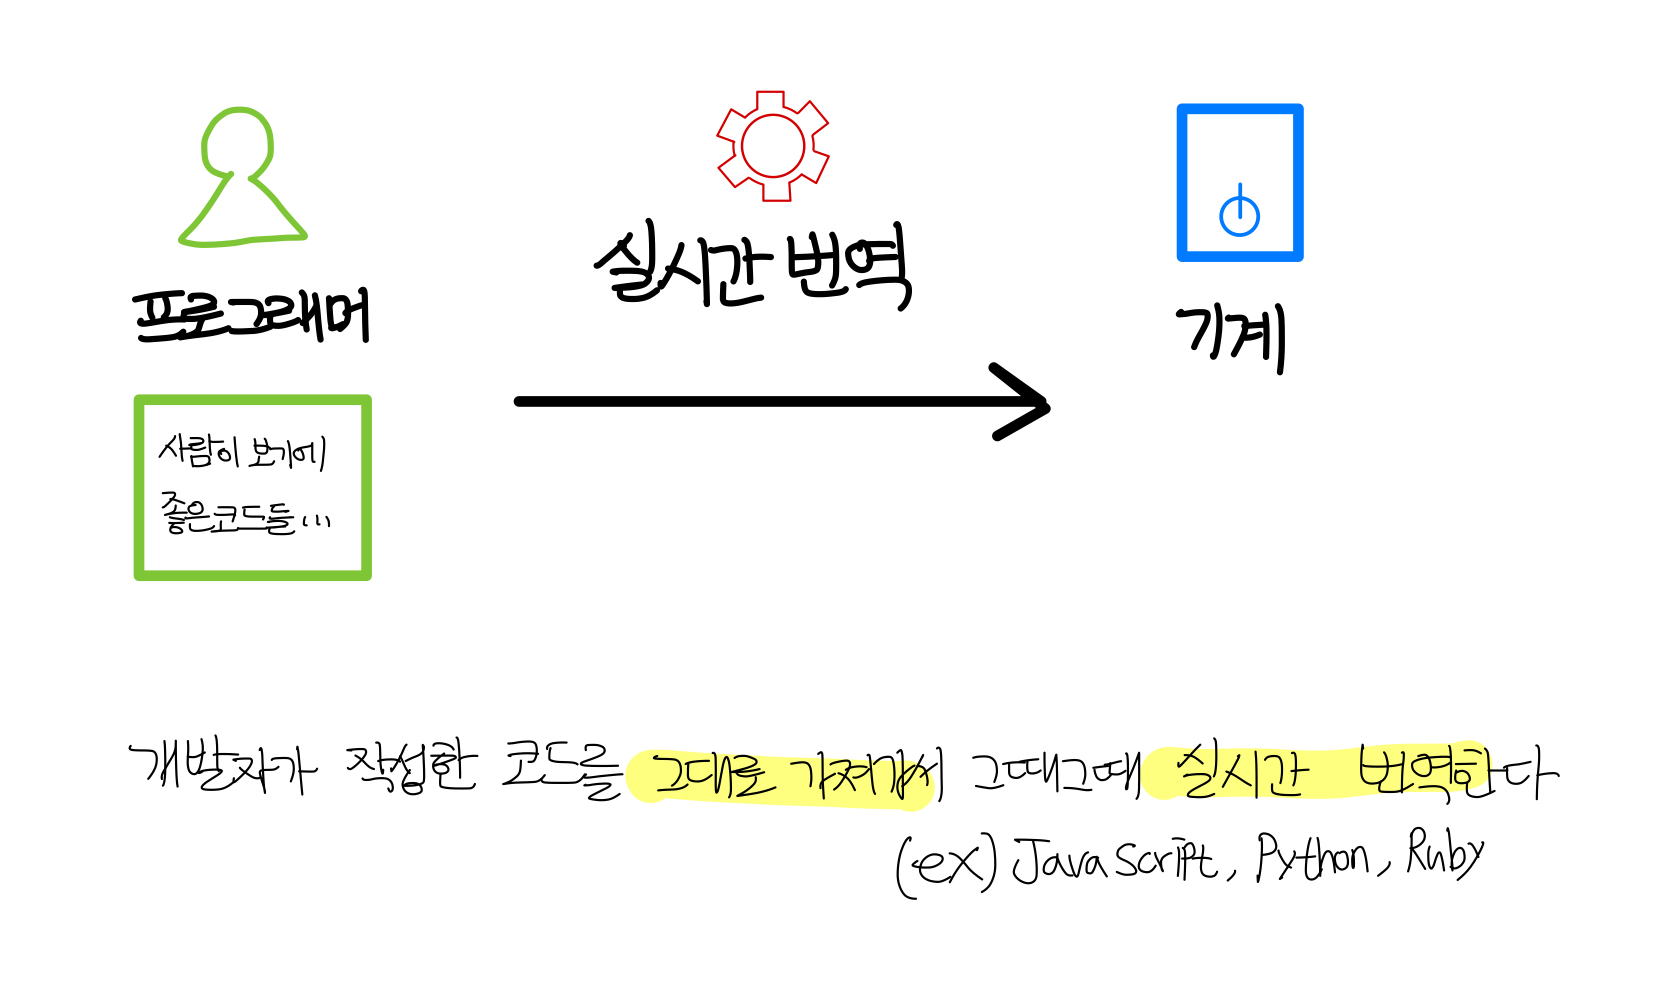 실시간 번역
프로그래머
기계
사람이 보기에
좋은코드들...
개발자가 작성한 코드를 그대로 가져가서 그때그때 실시간 번역한다
(ex) JavaScript, Python, Ruby